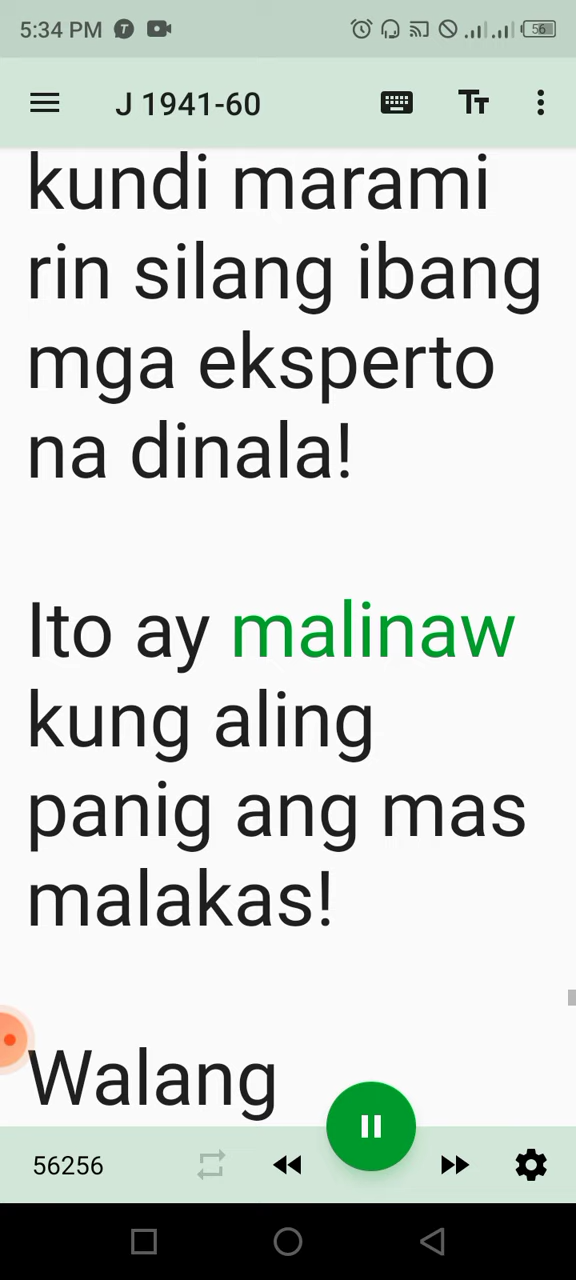 5:34 PM
56
J 1941-60
kundi marami
rin silang ibang
mga eksperto
na dinala!
Ito ay malinaw
kung aling
panig ang mas
malakas!
Walang
56256